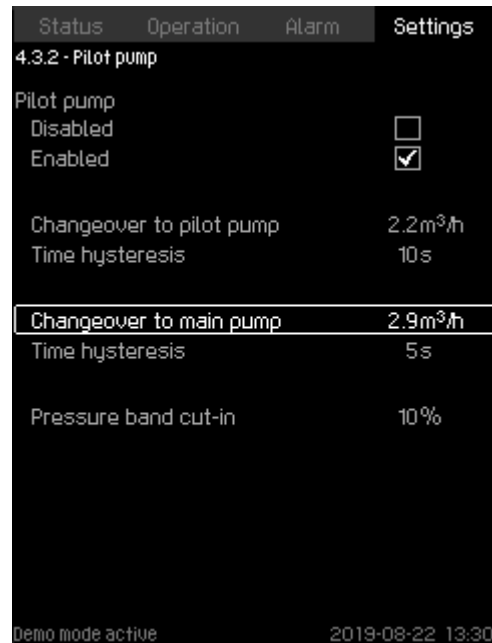 Status Operation Alarm Settings
4.3.2 - Pilot pump
Pilot pump
Disabled
Enabled
Changeover to pilot pump 2.2m³/h
Time hysteresis 10s
Changeover to main pump 2.9m³/h
Time hysteresis 5s
Pressure band cut-in 10%
Demo mode active 2019-08-22 13:30